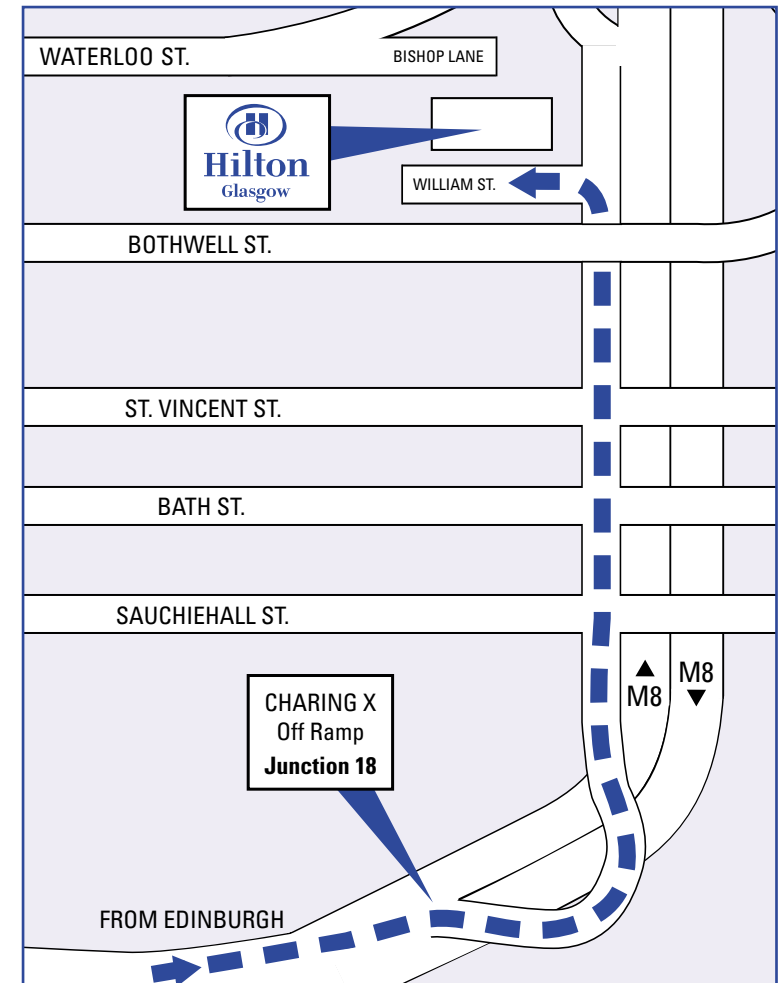 WATERLOO ST.
BISHOP LANE
Hilton
Glasgow
WILLIAM ST.
BOTHWELL ST.
ST. VINCENT ST.
BATH ST.
SAUCHIEHALL ST.
M8
M8
CHARING X
Off Ramp
Junction 18
FROM EDINBURGH